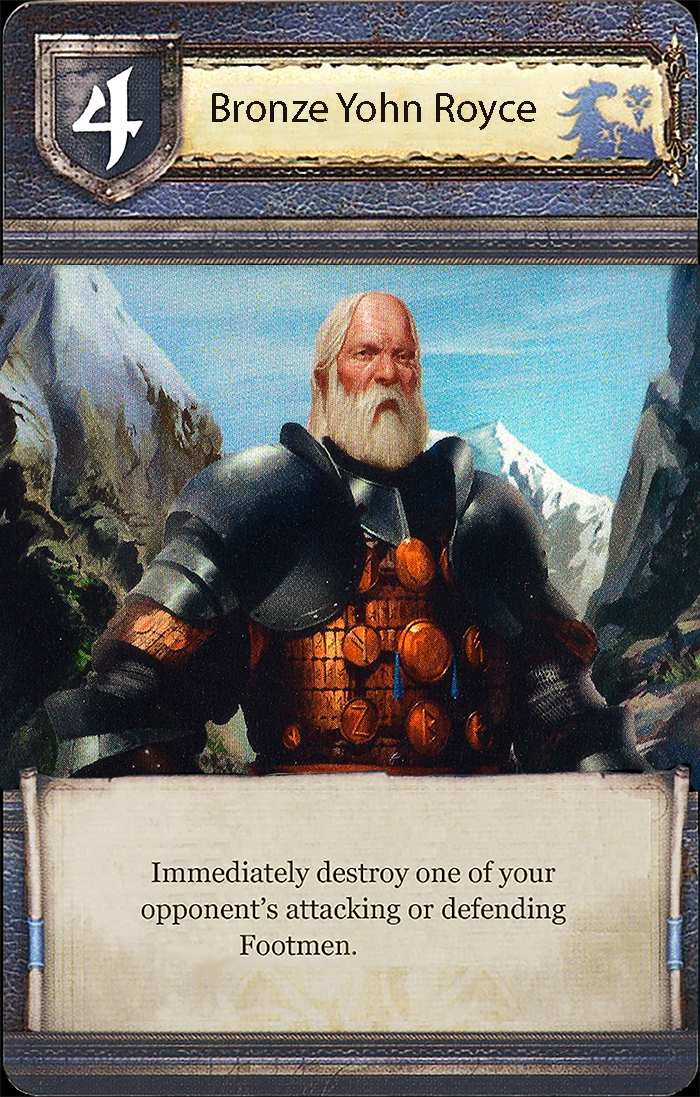 4
Bronze Yohn Royce
Immediately destroy one of your
opponent's attacking or defending
Footmen.